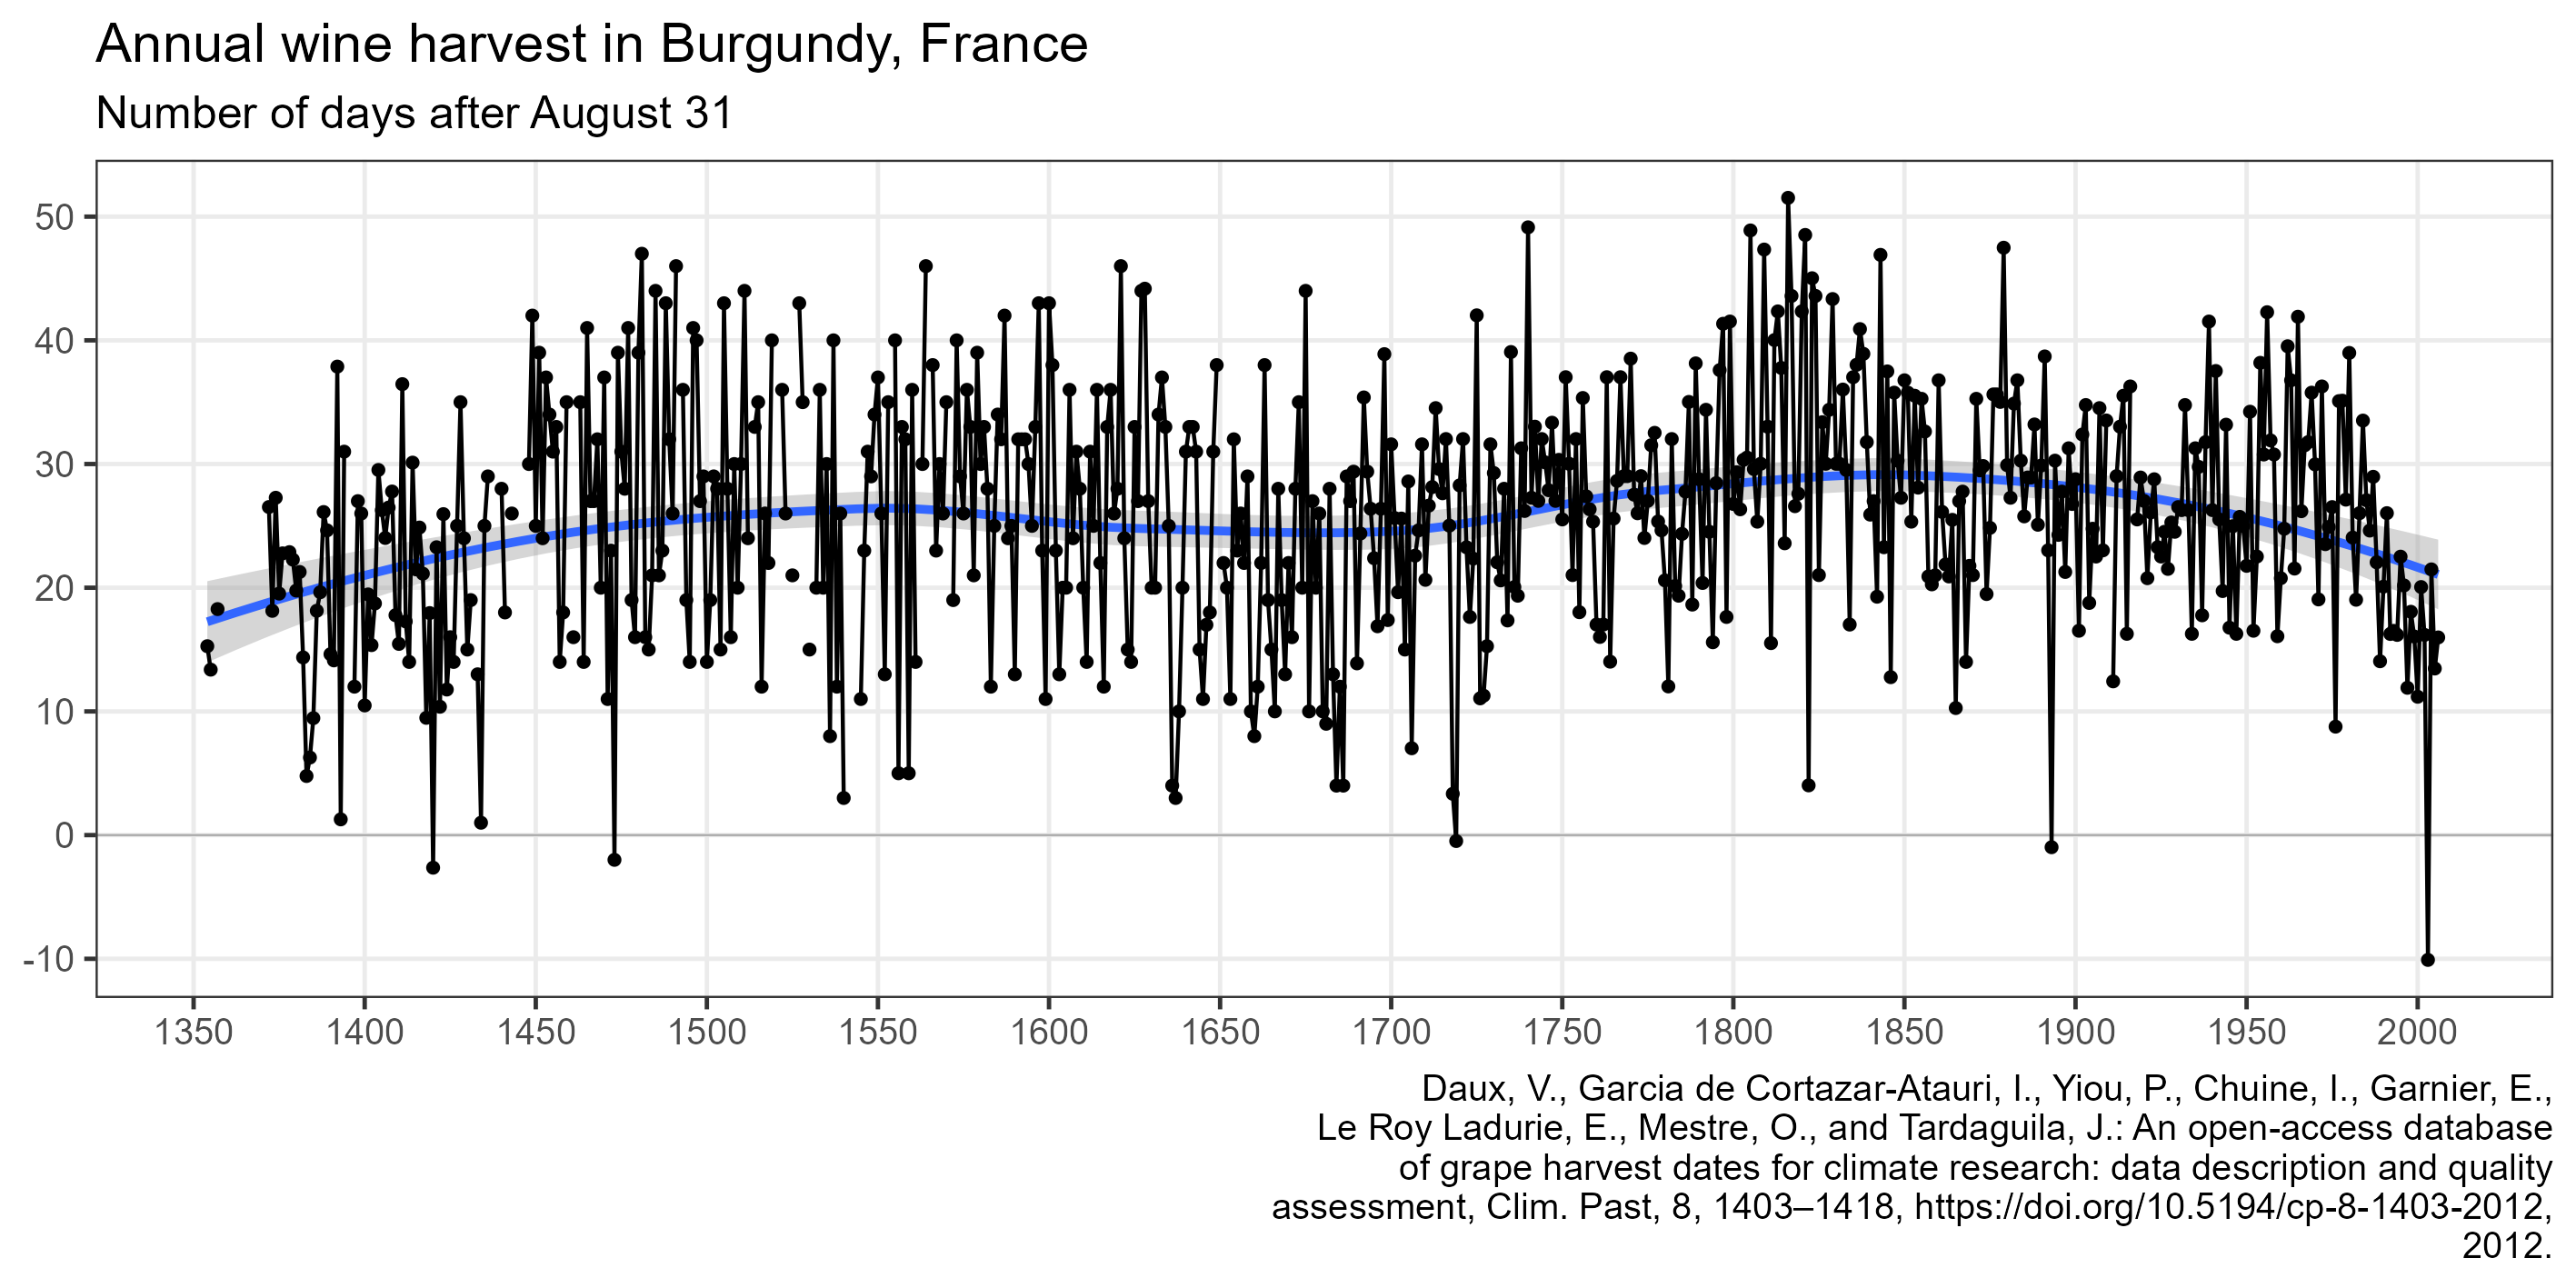 Annual wine harvest in Burgundy, France
Number of days after August 31
50
40
30
20
10
0
-10
1350 1400 1450 1500 1550 1600 1650 1700 1750 1800 1850 1900 1950 2000
Daux, V., Garcia de Cortazar-Atauri, I., Yiou, P., Chuine, I., Garnier, E.,
Le Roy Ladurie, E., Mestre, O., and Tardaguila, J.: An open-access database
of grape harvest dates for climate research: data description and quality
assessment, Clim. Past, 8, 1403–1418, https://doi.org/10.5194/cp-8-1403-2012,
2012.